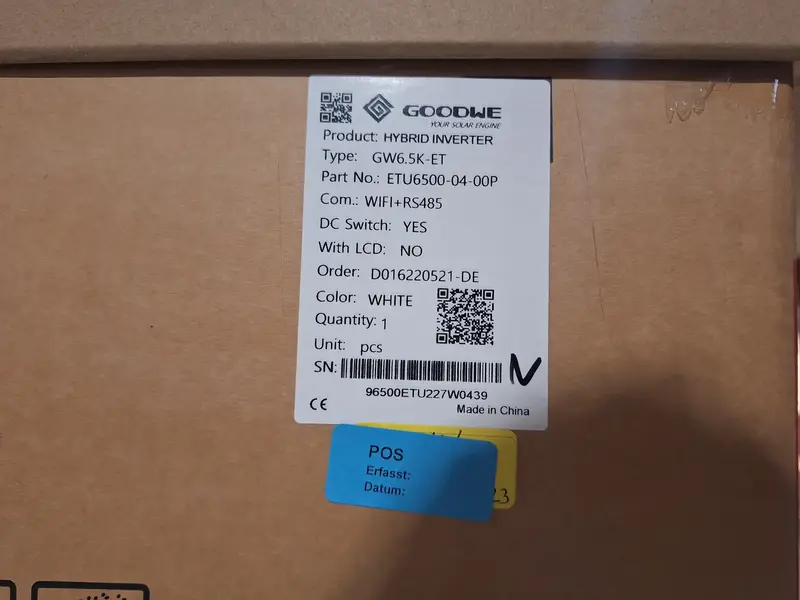 GOODWE
YOUR SOLAR ENGINE
Product: HYBRID INVERTER
Type: GW6.5K-ET
Part No.: ETU6500-04-00P
Com.: WIFI+RS485
DC Switch: YES
With LCD: NO
Order: D016220521-DE
Color: WHITE
Quantity: 1
Unit: pcs
SN:
N
96500ETU227W0439
CE
Made in China
POS
Erfasst:
Datum:
23